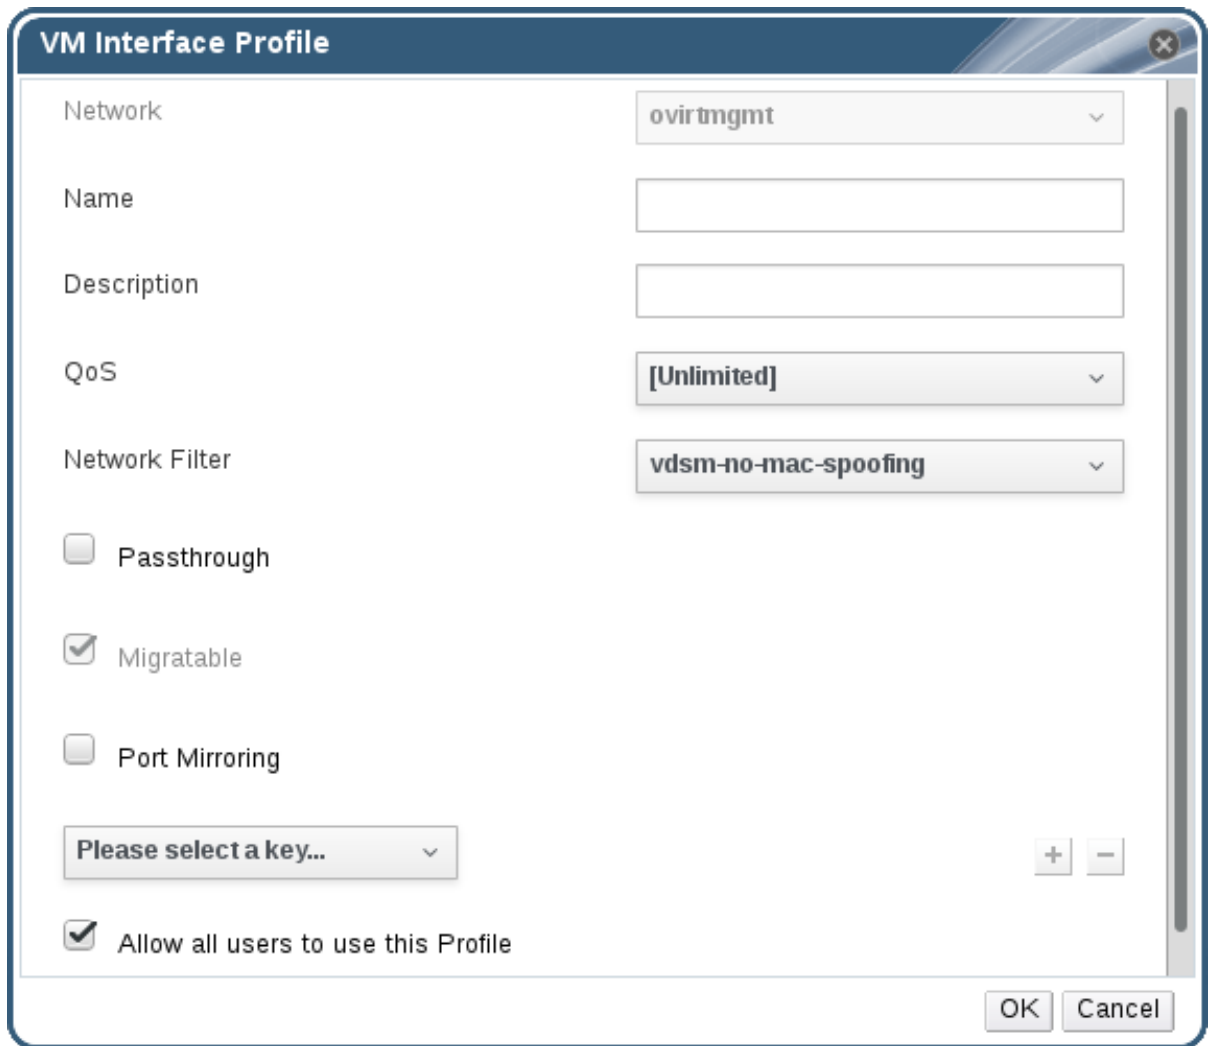 VM Interface Profile
Network ovirtmgmt
Name
Description
QoS [Unlimited]
Network Filter vdsm-no-mac-spoofing
Passthrough
Migratable
Port Mirroring
Please select a key...
Allow all users to use this Profile
OK Cancel